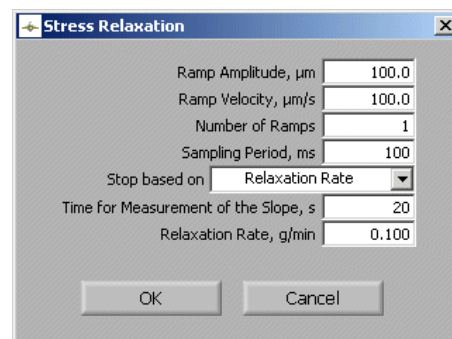 Stress Relaxation
Ramp Amplitude, µm 100.0
Ramp Velocity, µm/s 100.0
Number of Ramps 1
Sampling Period, ms 100
Stop based on Relaxation Rate
Time for Measurement of the Slope, s 20
Relaxation Rate, g/min 0.100
OK Cancel